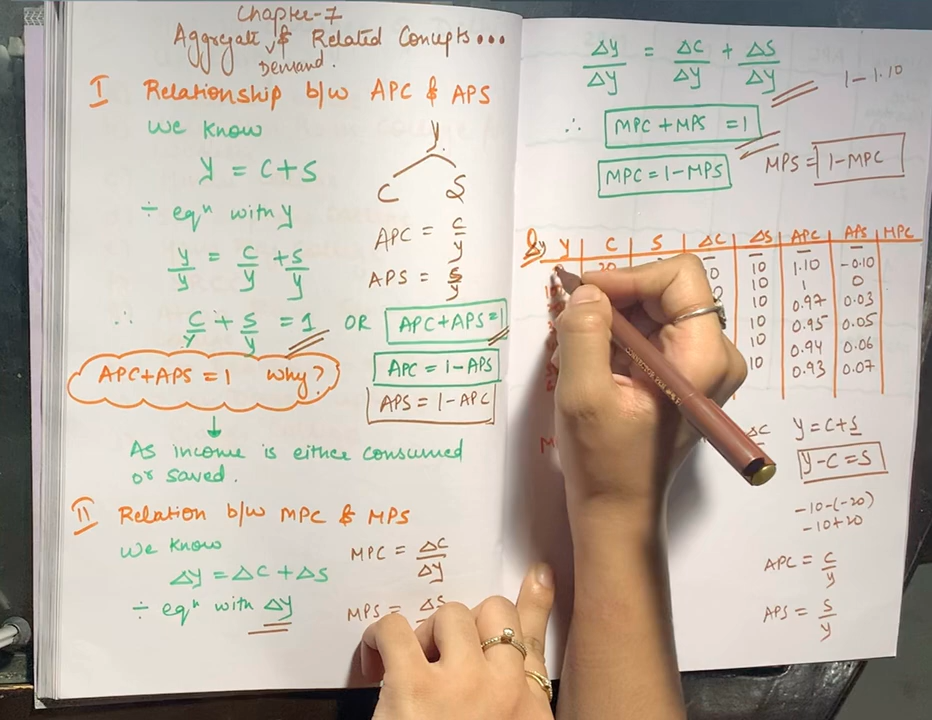 Chapter-7
Aggregate & Related Concepts...
Demand.
I Relationship b/w APC & APS
We know
y = C+S
÷ eqⁿ with y
y/y = C/y + S/y
∴ C/y + S/y = 1 OR APC+APS=1
y
C S
APC = C/y
APS = S/y
APC+APS=1 Why?
APC = 1-APS
APS = 1-APC
As income is either consumed
or saved.
II Relation b/w MPC & MPS
We know
Δy = ΔC + ΔS
÷ eqⁿ with Δy
MPC = ΔC/Δy
MPS = ΔS
Δy/Δy = ΔC/Δy + ΔS/Δy
1-1.10
∴ MPC+MPS =1
MPC = 1-MPS
MPS = 1-MPC
y C S ΔC ΔS APC APS MPC
20 10 1.10 -0.10
10 1 0
10 0.97 0.03
10 0.95 0.05
10 0.94 0.06
10 0.93 0.07
ΔC
y = C+S
y-C=S
-10-(-20)
-10+20
APC = C/y
APS = S/y